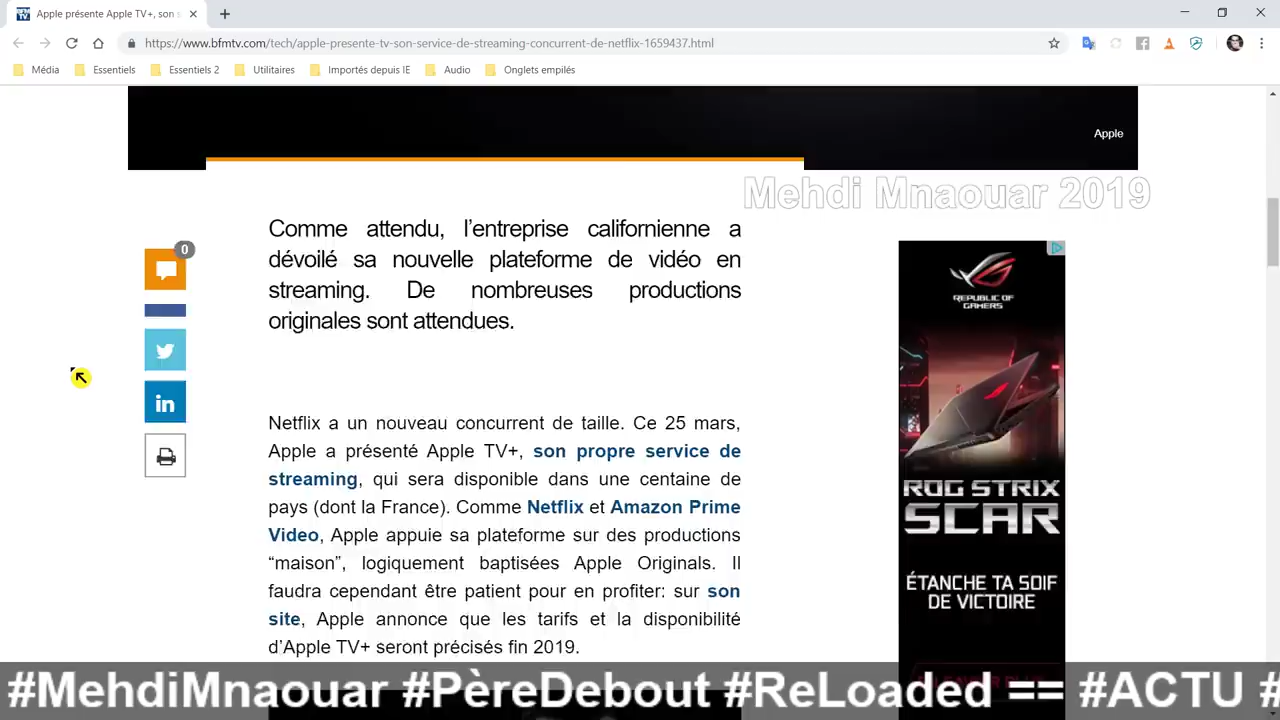 Apple présente Apple TV+, son s
https://www.bfmtv.com/tech/apple-presente-tv-son-service-de-streaming-concurrent-de-netflix-1659437.html
Média Essentiels Essentiels 2 Utilitaires Importés depuis IE Audio Onglets empilés
Apple
Mehdi Mnaouar 2019
Comme attendu, l’entreprise californienne a
dévoilé sa nouvelle plateforme de vidéo en
streaming. De nombreuses productions
originales sont attendues.
0
in
Netflix a un nouveau concurrent de taille. Ce 25 mars,
Apple a présenté Apple TV+, son propre service de
streaming, qui sera disponible dans une centaine de
pays (dont la France). Comme Netflix et Amazon Prime
Video, Apple appuie sa plateforme sur des productions
“maison”, logiquement baptisées Apple Originals. Il
faudra cependant être patient pour en profiter: sur son
site, Apple annonce que les tarifs et la disponibilité
d’Apple TV+ seront précisés fin 2019.
REPUBLIC OF
GAMERS
ROG STRIX
SCAR
ÉTANCHE TA SOIF
DE VICTOIRE
#MehdiMnaouar #PèreDebout #ReLoaded == #ACTU #